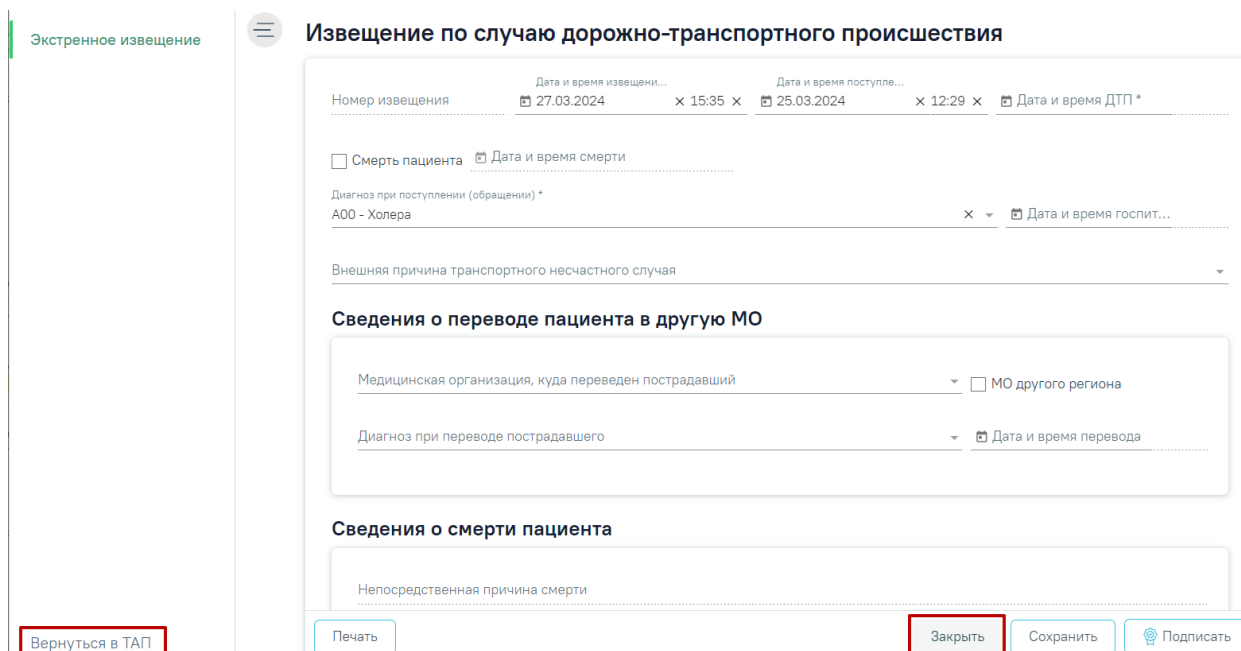 Экстренное извещение
Извещение по случаю дорожно-транспортного происшествия
Дата и время извещени... Дата и время поступле...
Номер извещения 27.03.2024 15:35 25.03.2024 12:29 Дата и время ДТП *
Смерть пациента Дата и время смерти
Диагноз при поступлении (обращении) *
A00 - Холера Дата и время госпит...
Внешняя причина транспортного несчастного случая
Сведения о переводе пациента в другую МО
Медицинская организация, куда переведен пострадавший МО другого региона
Диагноз при переводе пострадавшего Дата и время перевода
Сведения о смерти пациента
Непосредственная причина смерти
Вернуться в ТАП Печать Закрыть Сохранить Подписать